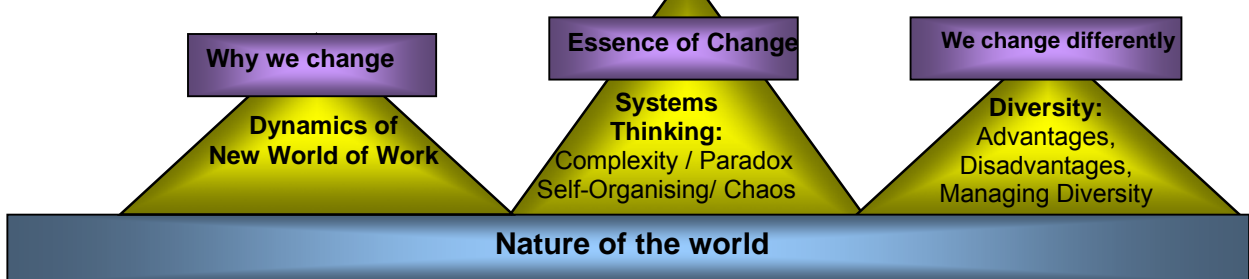 Why we change
Dynamics of
New World of Work
Essence of Change
Systems
Thinking:
Complexity / Paradox
Self-Organising/ Chaos
We change differently
Diversity:
Advantages,
Disadvantages,
Managing Diversity
Nature of the world